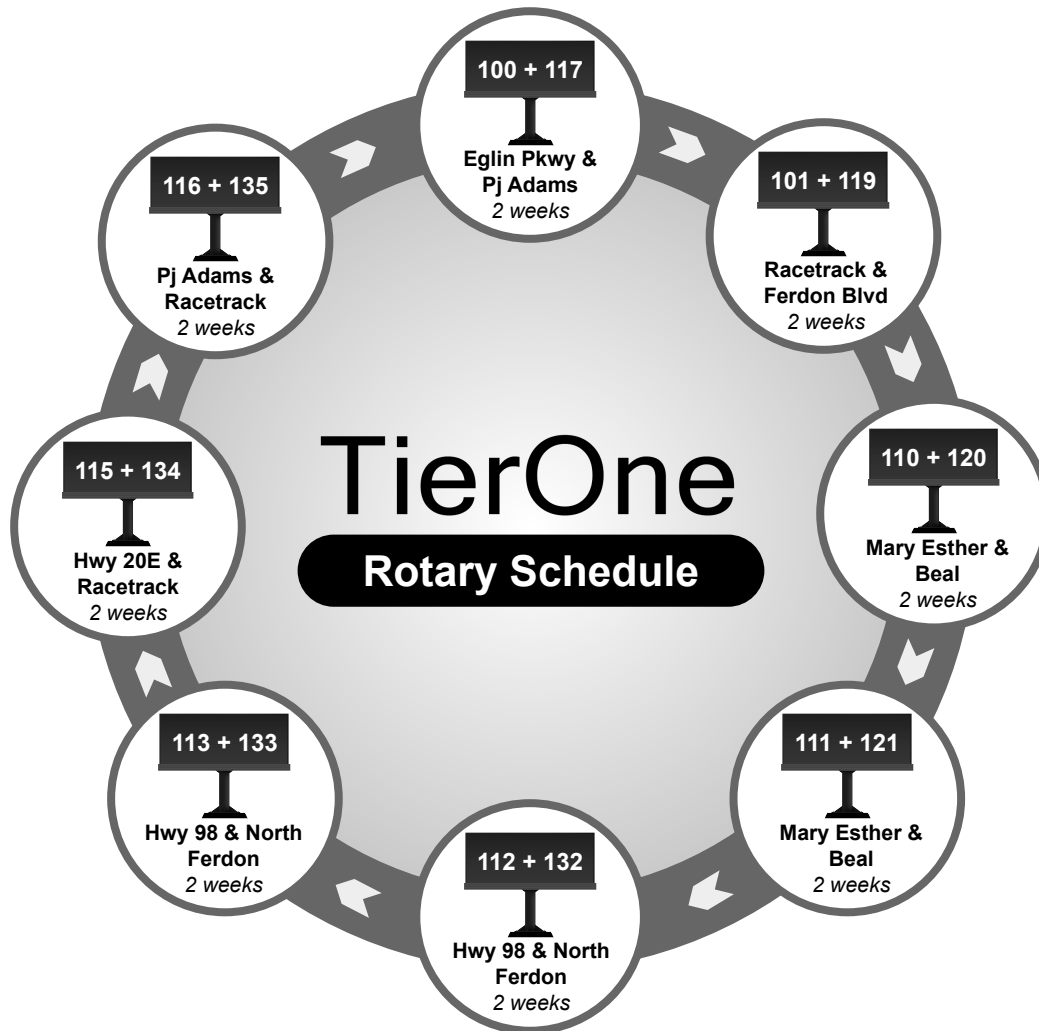 100 + 117
Eglin Pkwy &
Pj Adams
2 weeks
101 + 119
Racetrack &
Ferdon Blvd
2 weeks
110 + 120
Mary Esther &
Beal
2 weeks
111 + 121
Mary Esther &
Beal
2 weeks
112 + 132
Hwy 98 & North
Ferdon
2 weeks
113 + 133
Hwy 98 & North
Ferdon
2 weeks
115 + 134
Hwy 20E &
Racetrack
2 weeks
116 + 135
Pj Adams &
Racetrack
2 weeks
TierOne
Rotary Schedule